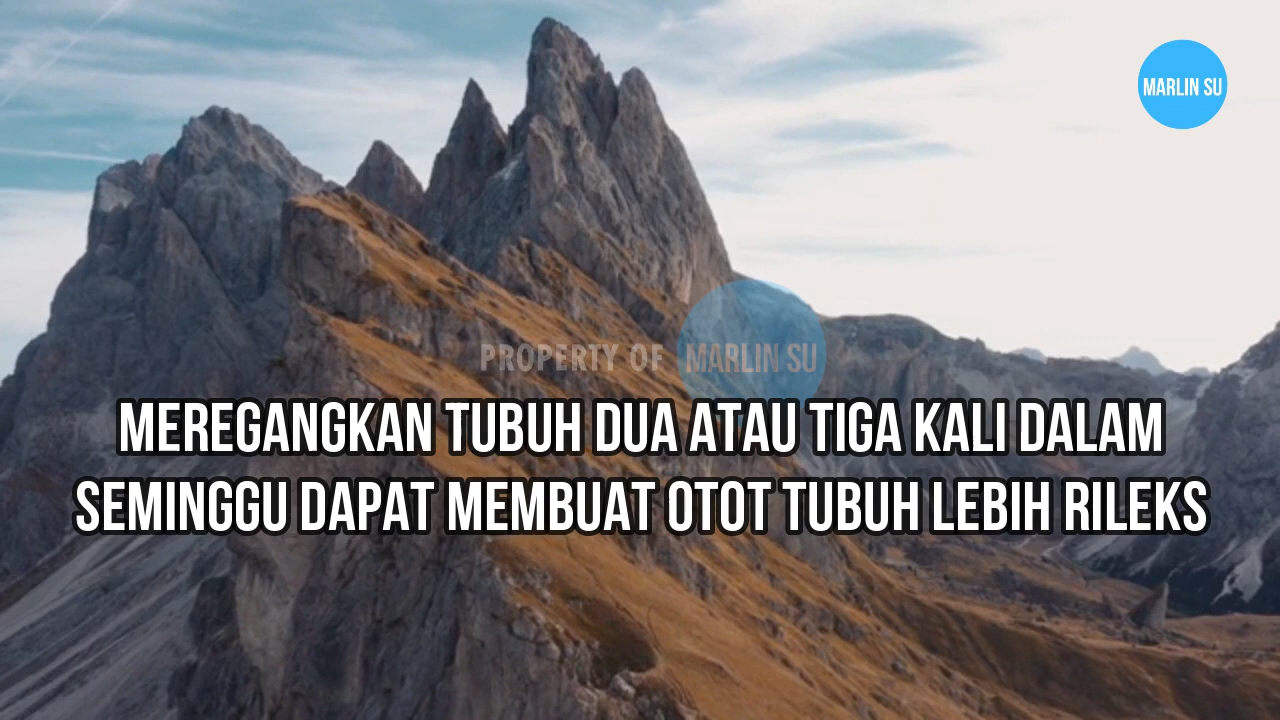 MARLIN SU
PROPERTY OF MARLIN SU
MEREGANGKAN TUBUH DUA ATAU TIGA KALI DALAM
SEMINGGU DAPAT MEMBUAT OTOT TUBUH LEBIH RILEKS